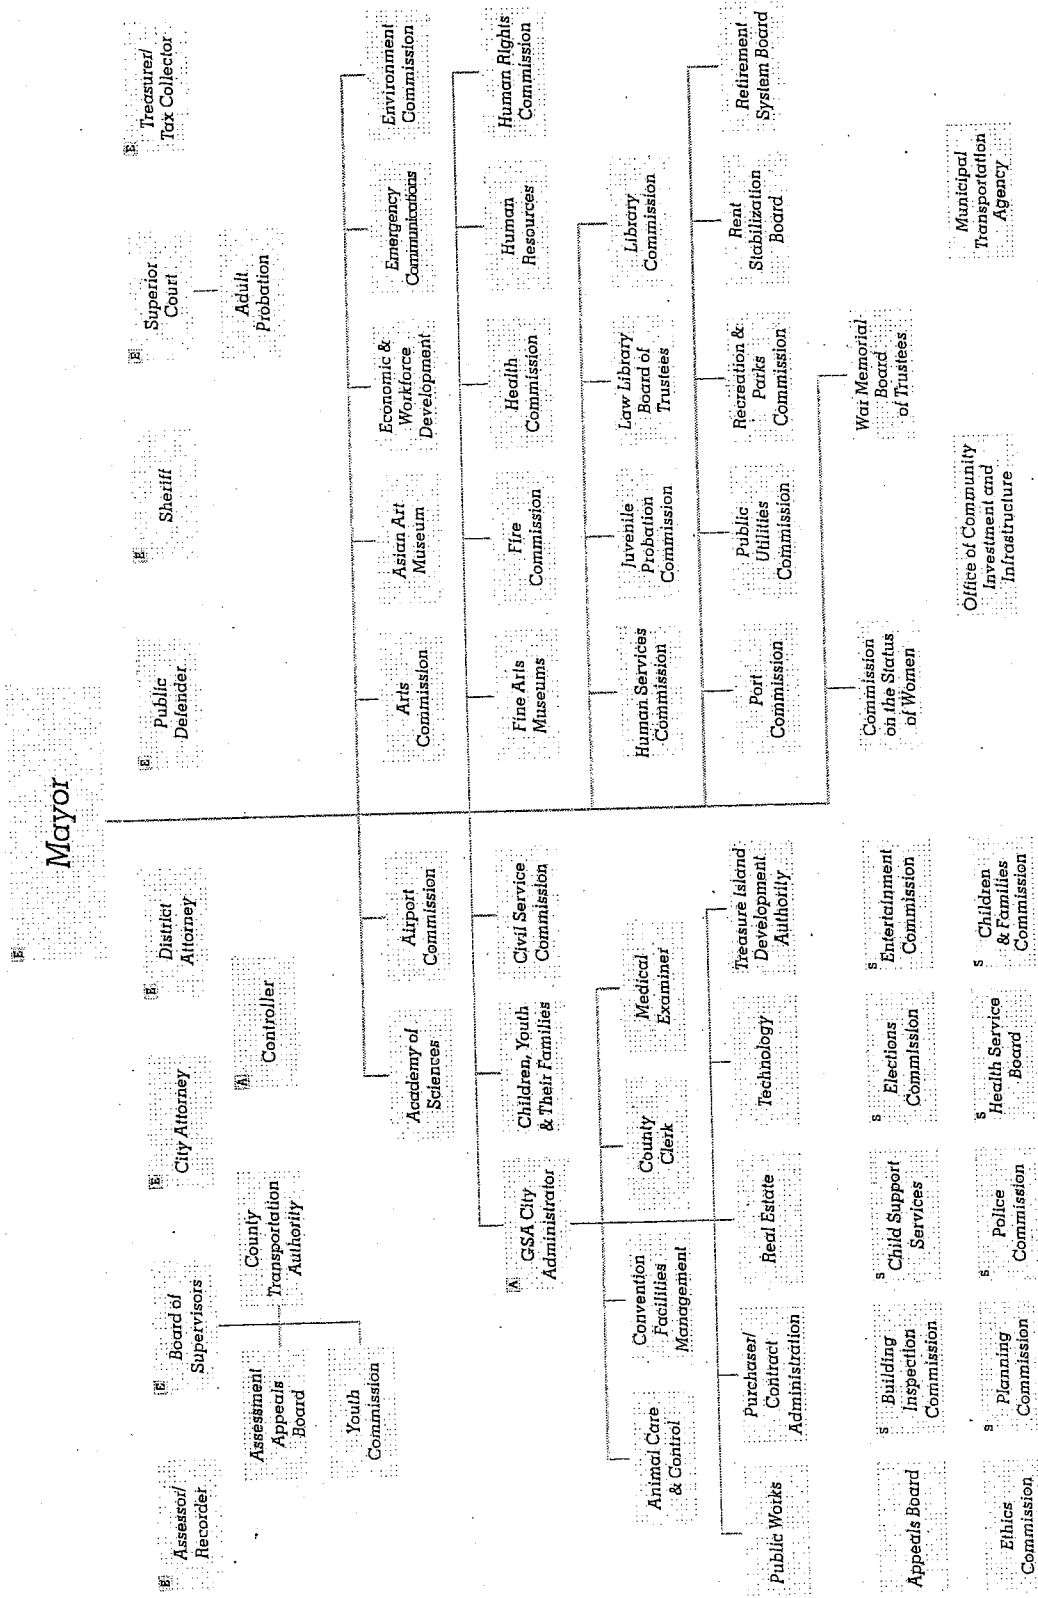 E
Mayor
E
Assessor/
Recorder
E
Board of
Supervisors
E
City Attorney
E
District
Attorney
E
Public
Defender
E
Sheriff
E
Superior
Court
E
Treasurer/
Tax Collector
Assessment
Appeals
Board
County
Transportation
Authority
A
Controller
Adult
Probation
Youth
Commission
Academy of
Sciences
Airport
Commission
Arts
Commission
Asian Art
Museum
Economic &
Workforce
Development
Emergency
Communications
Environment
Commission
A
GSA City
Administrator
Children, Youth
& Their Families
Civil Service
Commission
Fine Arts
Museums
Fire
Commission
Health
Commission
Human
Resources
Human Rights
Commission
Animal Care
& Control
Convention
Facilities
Management
County
Clerk
Medical
Examiner
Human Services
Commission
Juvenile
Probation
Commission
Law Library
Board of
Trustees
Library
Commission
Public Works
Purchaser/
Contract
Administration
Real Estate
Technology
Treasure Island
Development
Authority
Port
Commission
Public
Utilities
Commission
Recreation &
Parks
Commission
Rent
Stabilization
Board
Retirement
System Board
Appeals Board
S
Building
Inspection
Commission
S
Child Support
Services
S
Elections
Commission
S
Entertainment
Commission
Commission
on the Status
of Women
War Memorial
Board
of Trustees
Ethics
Commission
S
Planning
Commission
S
Police
Commission
S
Health Service
Board
S
Children
& Families
Commission
Office of Community
Investment and
Infrastructure
Municipal
Transportation
Agency